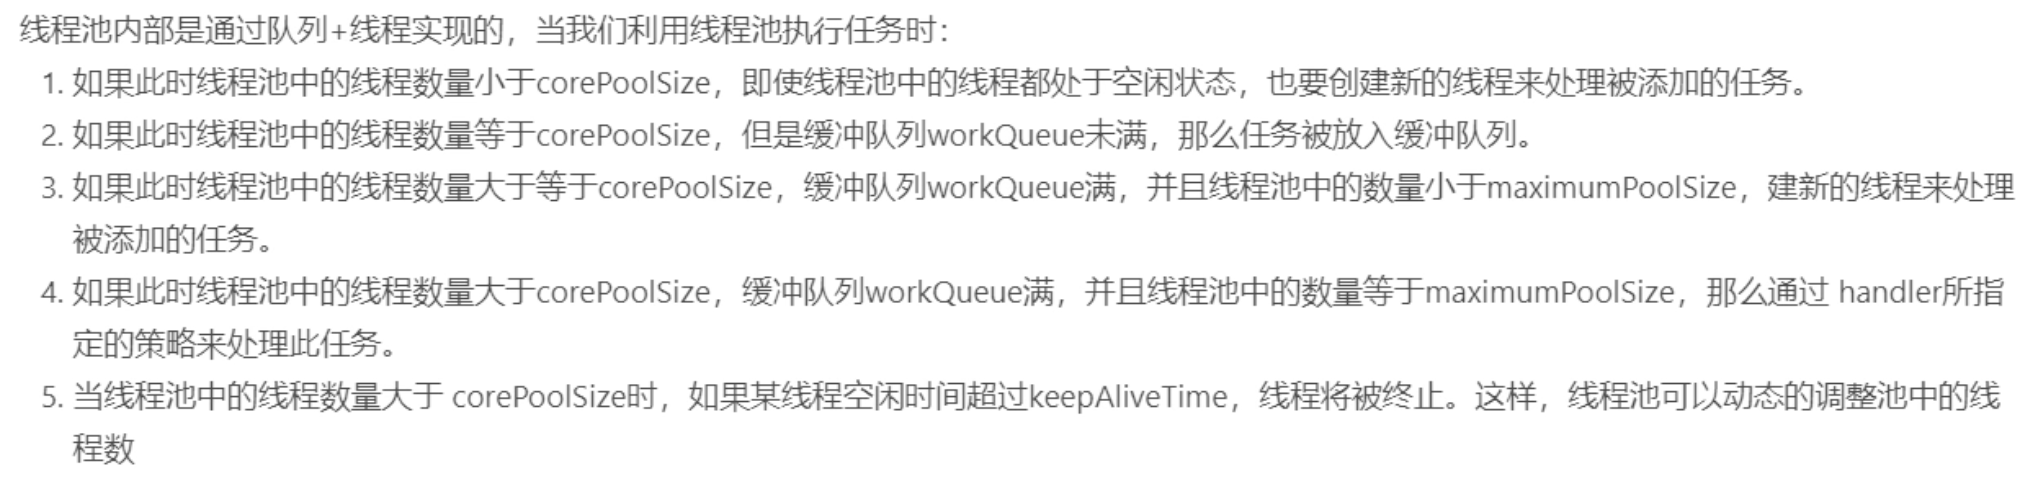 线程池内部是通过队列+线程实现的，当我们利用线程池执行任务时：
1. 如果此时线程池中的线程数量小于corePoolSize，即使线程池中的线程都处于空闲状态，也要创建新的线程来处理被添加的任务。
2. 如果此时线程池中的线程数量等于corePoolSize，但是缓冲队列workQueue未满，那么任务被放入缓冲队列。
3. 如果此时线程池中的线程数量大于等于corePoolSize，缓冲队列workQueue满，并且线程池中的数量小于maximumPoolSize，建新的线程来处理
被添加的任务。
4. 如果此时线程池中的线程数量大于corePoolSize，缓冲队列workQueue满，并且线程池中的数量等于maximumPoolSize，那么通过 handler所指
定的策略来处理此任务。
5. 当线程池中的线程数量大于 corePoolSize时，如果某线程空闲时间超过keepAliveTime，线程将被终止。这样，线程池可以动态的调整池中的线
程数